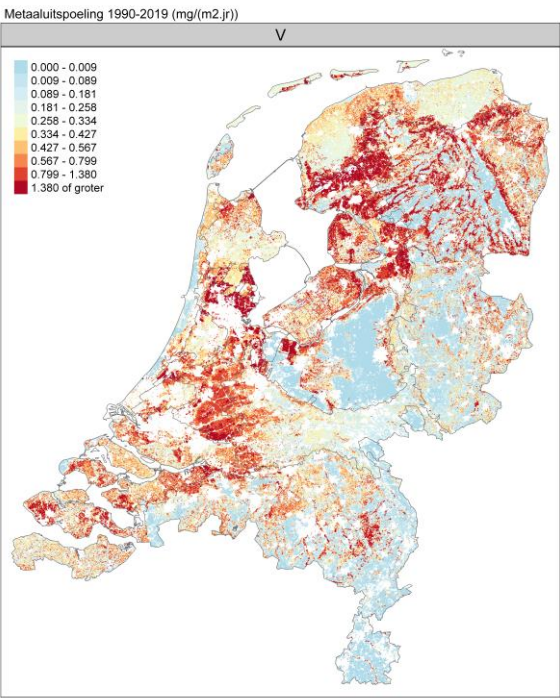 Metaaluitspoeling 1990-2019 (mg/(m2.jr))
V
0.000 - 0.009
0.009 - 0.089
0.089 - 0.181
0.181 - 0.258
0.258 - 0.334
0.334 - 0.427
0.427 - 0.567
0.567 - 0.799
0.799 - 1.380
1.380 of groter